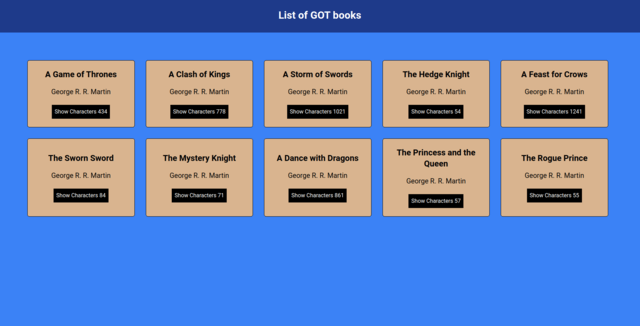 List of GOT books
A Game of Thrones
George R. R. Martin
Show Characters 434
A Clash of Kings
George R. R. Martin
Show Characters 778
A Storm of Swords
George R. R. Martin
Show Characters 1021
The Hedge Knight
George R. R. Martin
Show Characters 54
A Feast for Crows
George R. R. Martin
Show Characters 1241
The Sworn Sword
George R. R. Martin
Show Characters 84
The Mystery Knight
George R. R. Martin
Show Characters 71
A Dance with Dragons
George R. R. Martin
Show Characters 861
The Princess and the
Queen
George R. R. Martin
Show Characters 57
The Rogue Prince
George R. R. Martin
Show Characters 55